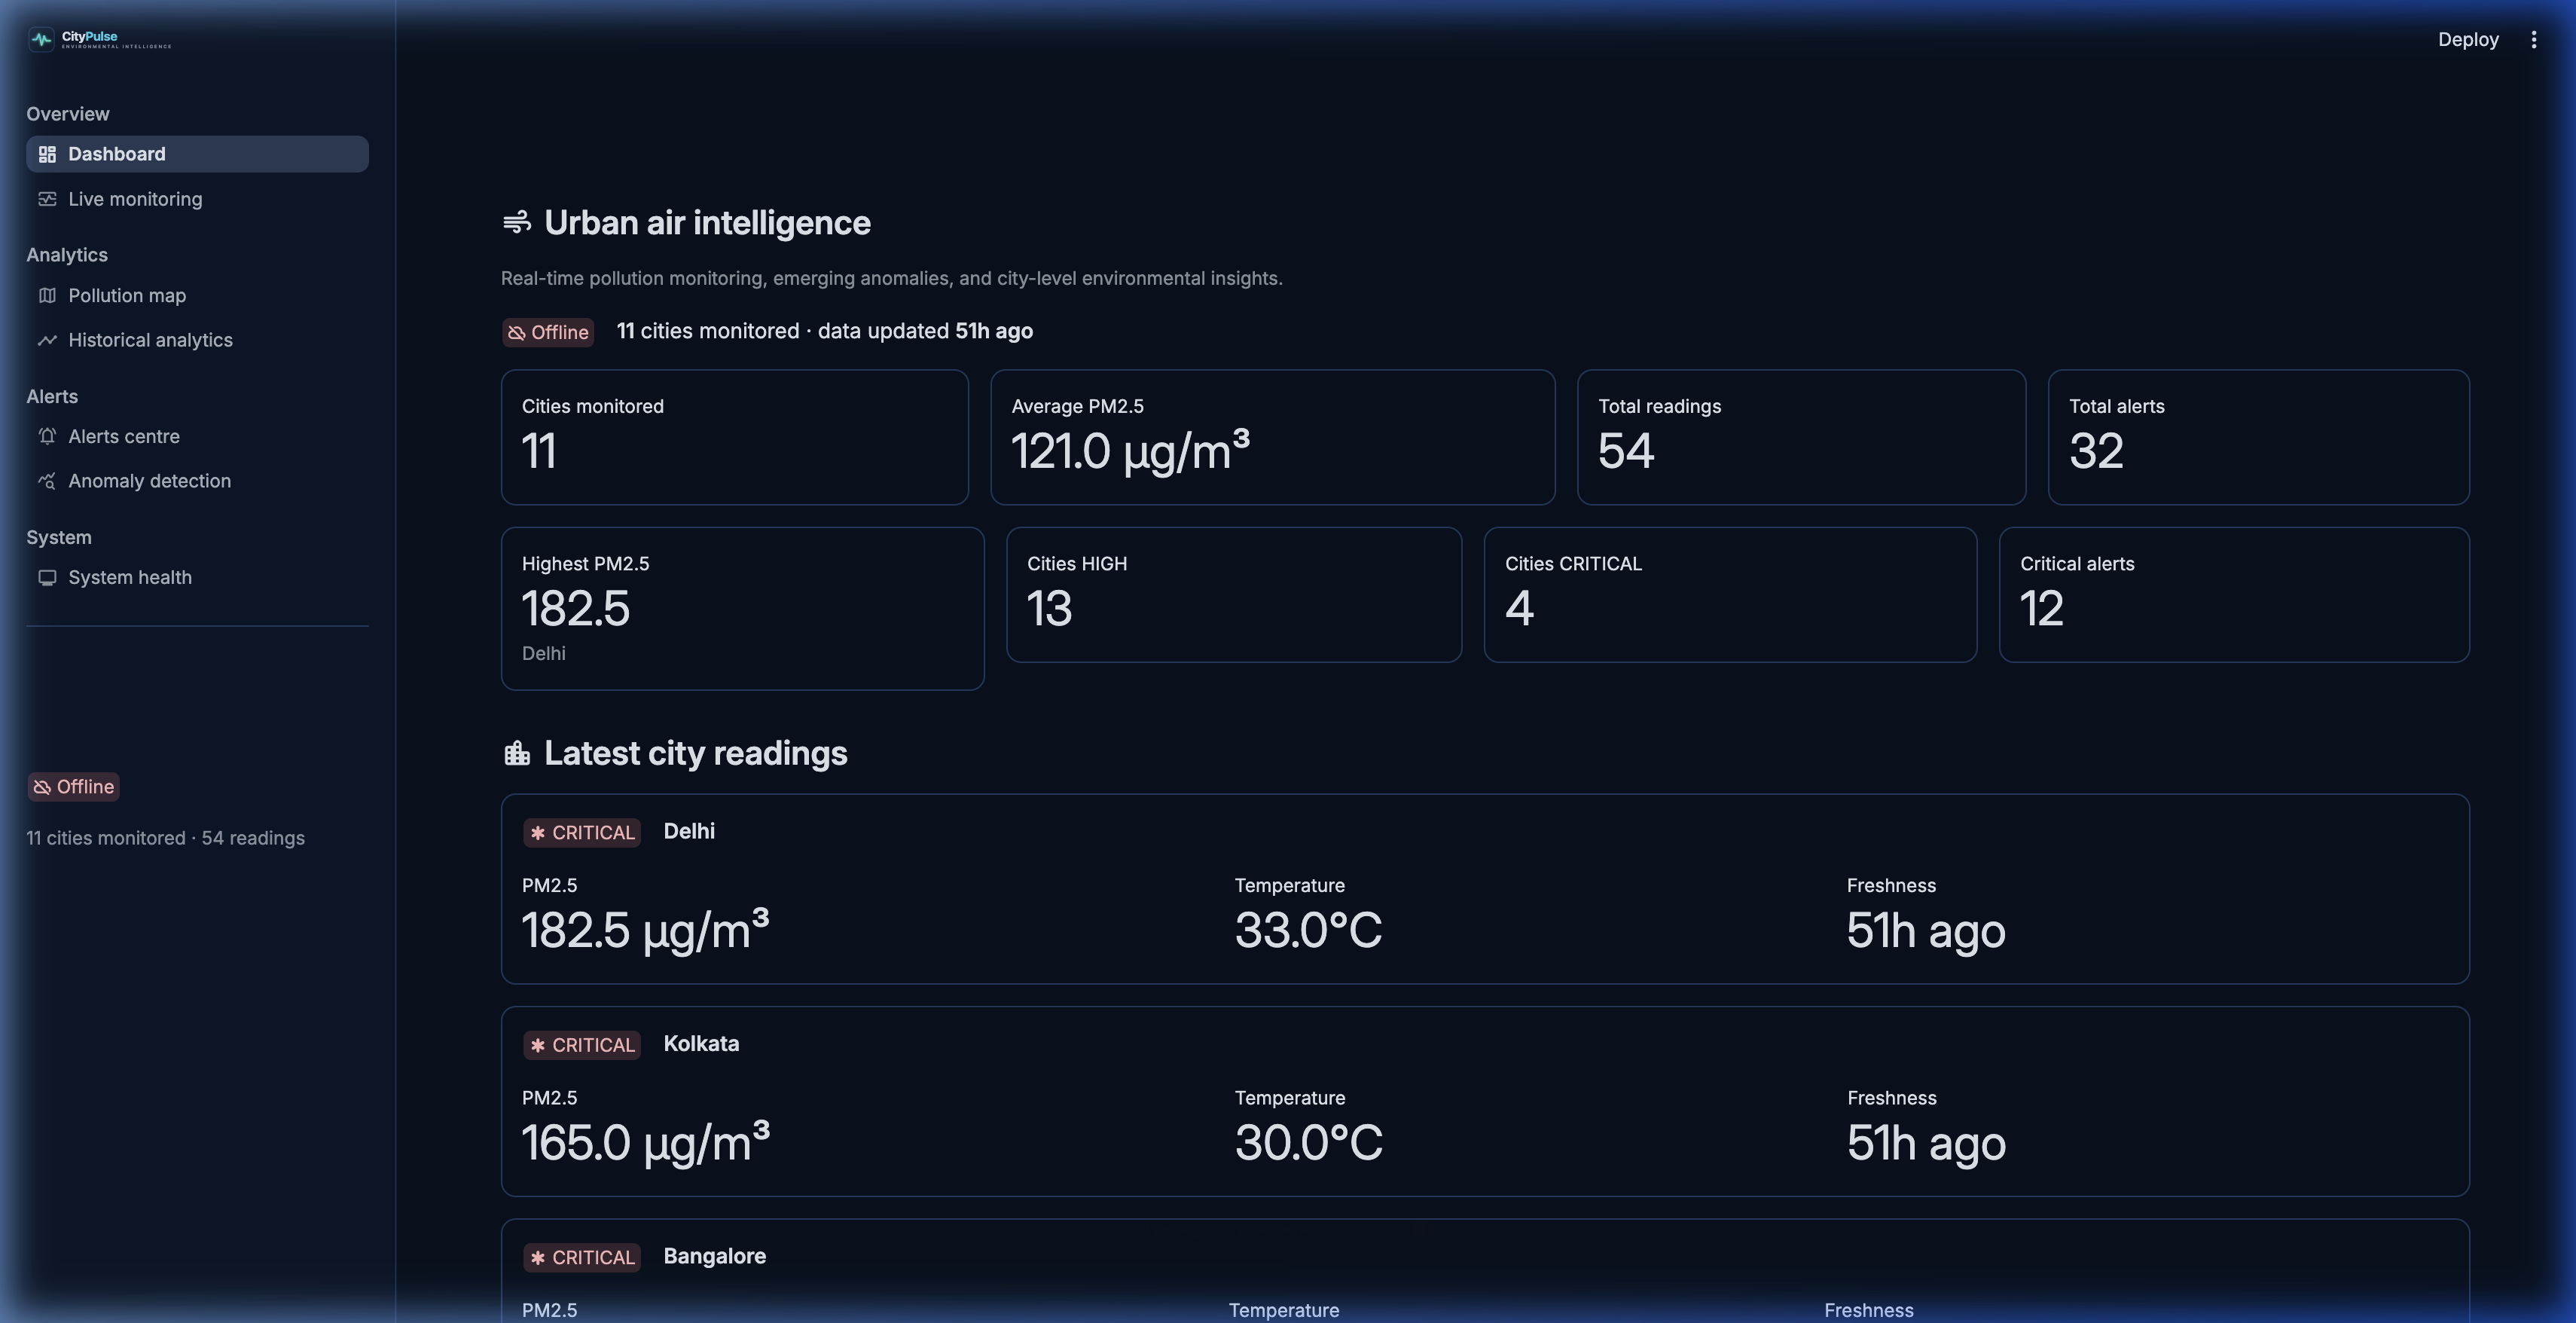 CityPulse
ENVIRONMENTAL INTELLIGENCE
Deploy
Overview
Dashboard
Live monitoring
Analytics
Pollution map
Historical analytics
Alerts
Alerts centre
Anomaly detection
System
System health
Offline
11 cities monitored · 54 readings
Urban air intelligence
Real-time pollution monitoring, emerging anomalies, and city-level environmental insights.
Offline 11 cities monitored · data updated 51h ago
Cities monitored
11
Average PM2.5
121.0 µg/m³
Total readings
54
Total alerts
32
Highest PM2.5
182.5
Delhi
Cities HIGH
13
Cities CRITICAL
4
Critical alerts
12
Latest city readings
CRITICAL Delhi
PM2.5
182.5 µg/m³
Temperature
33.0°C
Freshness
51h ago
CRITICAL Kolkata
PM2.5
165.0 µg/m³
Temperature
30.0°C
Freshness
51h ago
CRITICAL Bangalore
PM2.5
Temperature
Freshness